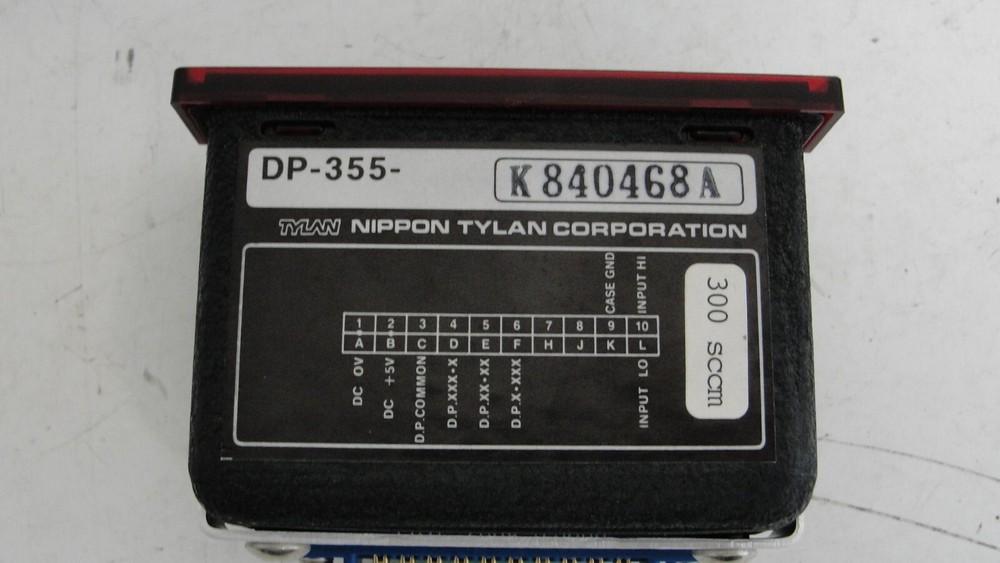 DP-355-
K840468A
TYLAN NIPPON TYLAN CORPORATION
CASE GND
INPUT HI
1 2 3 4 5 6 7 8 9 10
A B C D E F H J K L
DC 0V
DC +5V
D.P.COMMON
D.P.XXX•X
D.P.XX•XX
D.P.X•XXX
INPUT LO
300 sccm